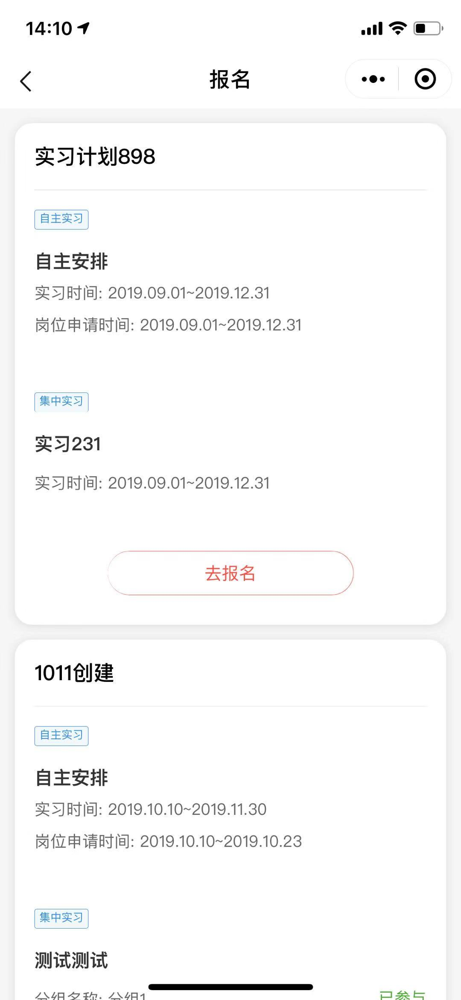 14:10
报名
实习计划898
自主实习
自主安排
实习时间: 2019.09.01~2019.12.31
岗位申请时间: 2019.09.01~2019.12.31
集中实习
实习231
实习时间: 2019.09.01~2019.12.31
去报名
1011创建
自主实习
自主安排
实习时间: 2019.10.10~2019.11.30
岗位申请时间: 2019.10.10~2019.10.23
集中实习
测试测试
分组名称: 分组1 已参与